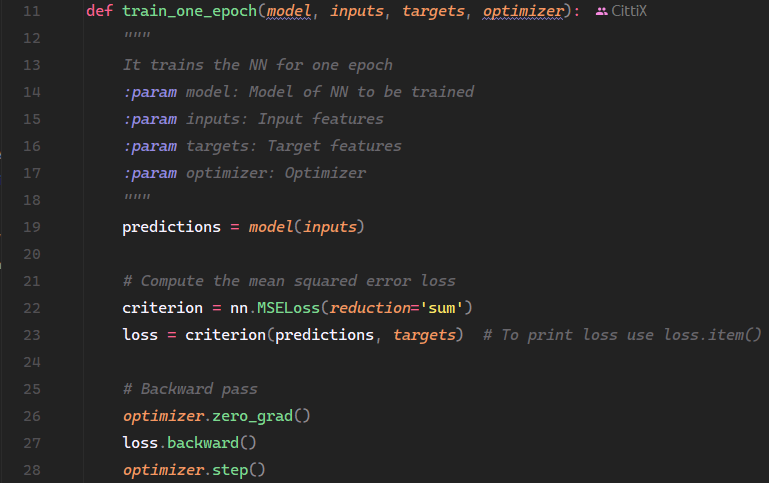 11 def train_one_epoch(model, inputs, targets, optimizer): CittiX
12 """
13 It trains the NN for one epoch
14 :param model: Model of NN to be trained
15 :param inputs: Input features
16 :param targets: Target features
17 :param optimizer: Optimizer
18 """
19 predictions = model(inputs)
20
21 # Compute the mean squared error loss
22 criterion = nn.MSELoss(reduction='sum')
23 loss = criterion(predictions, targets)  # To print loss use loss.item()
24
25 # Backward pass
26 optimizer.zero_grad()
27 loss.backward()
28 optimizer.step()